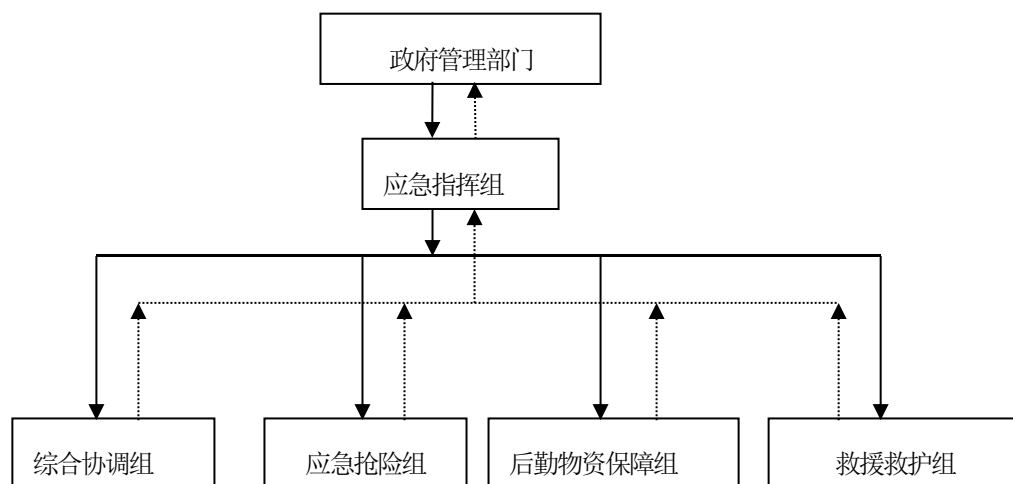 政府管理部门
应急指挥组
综合协调组
应急抢险组
后勤物资保障组
救援救护组